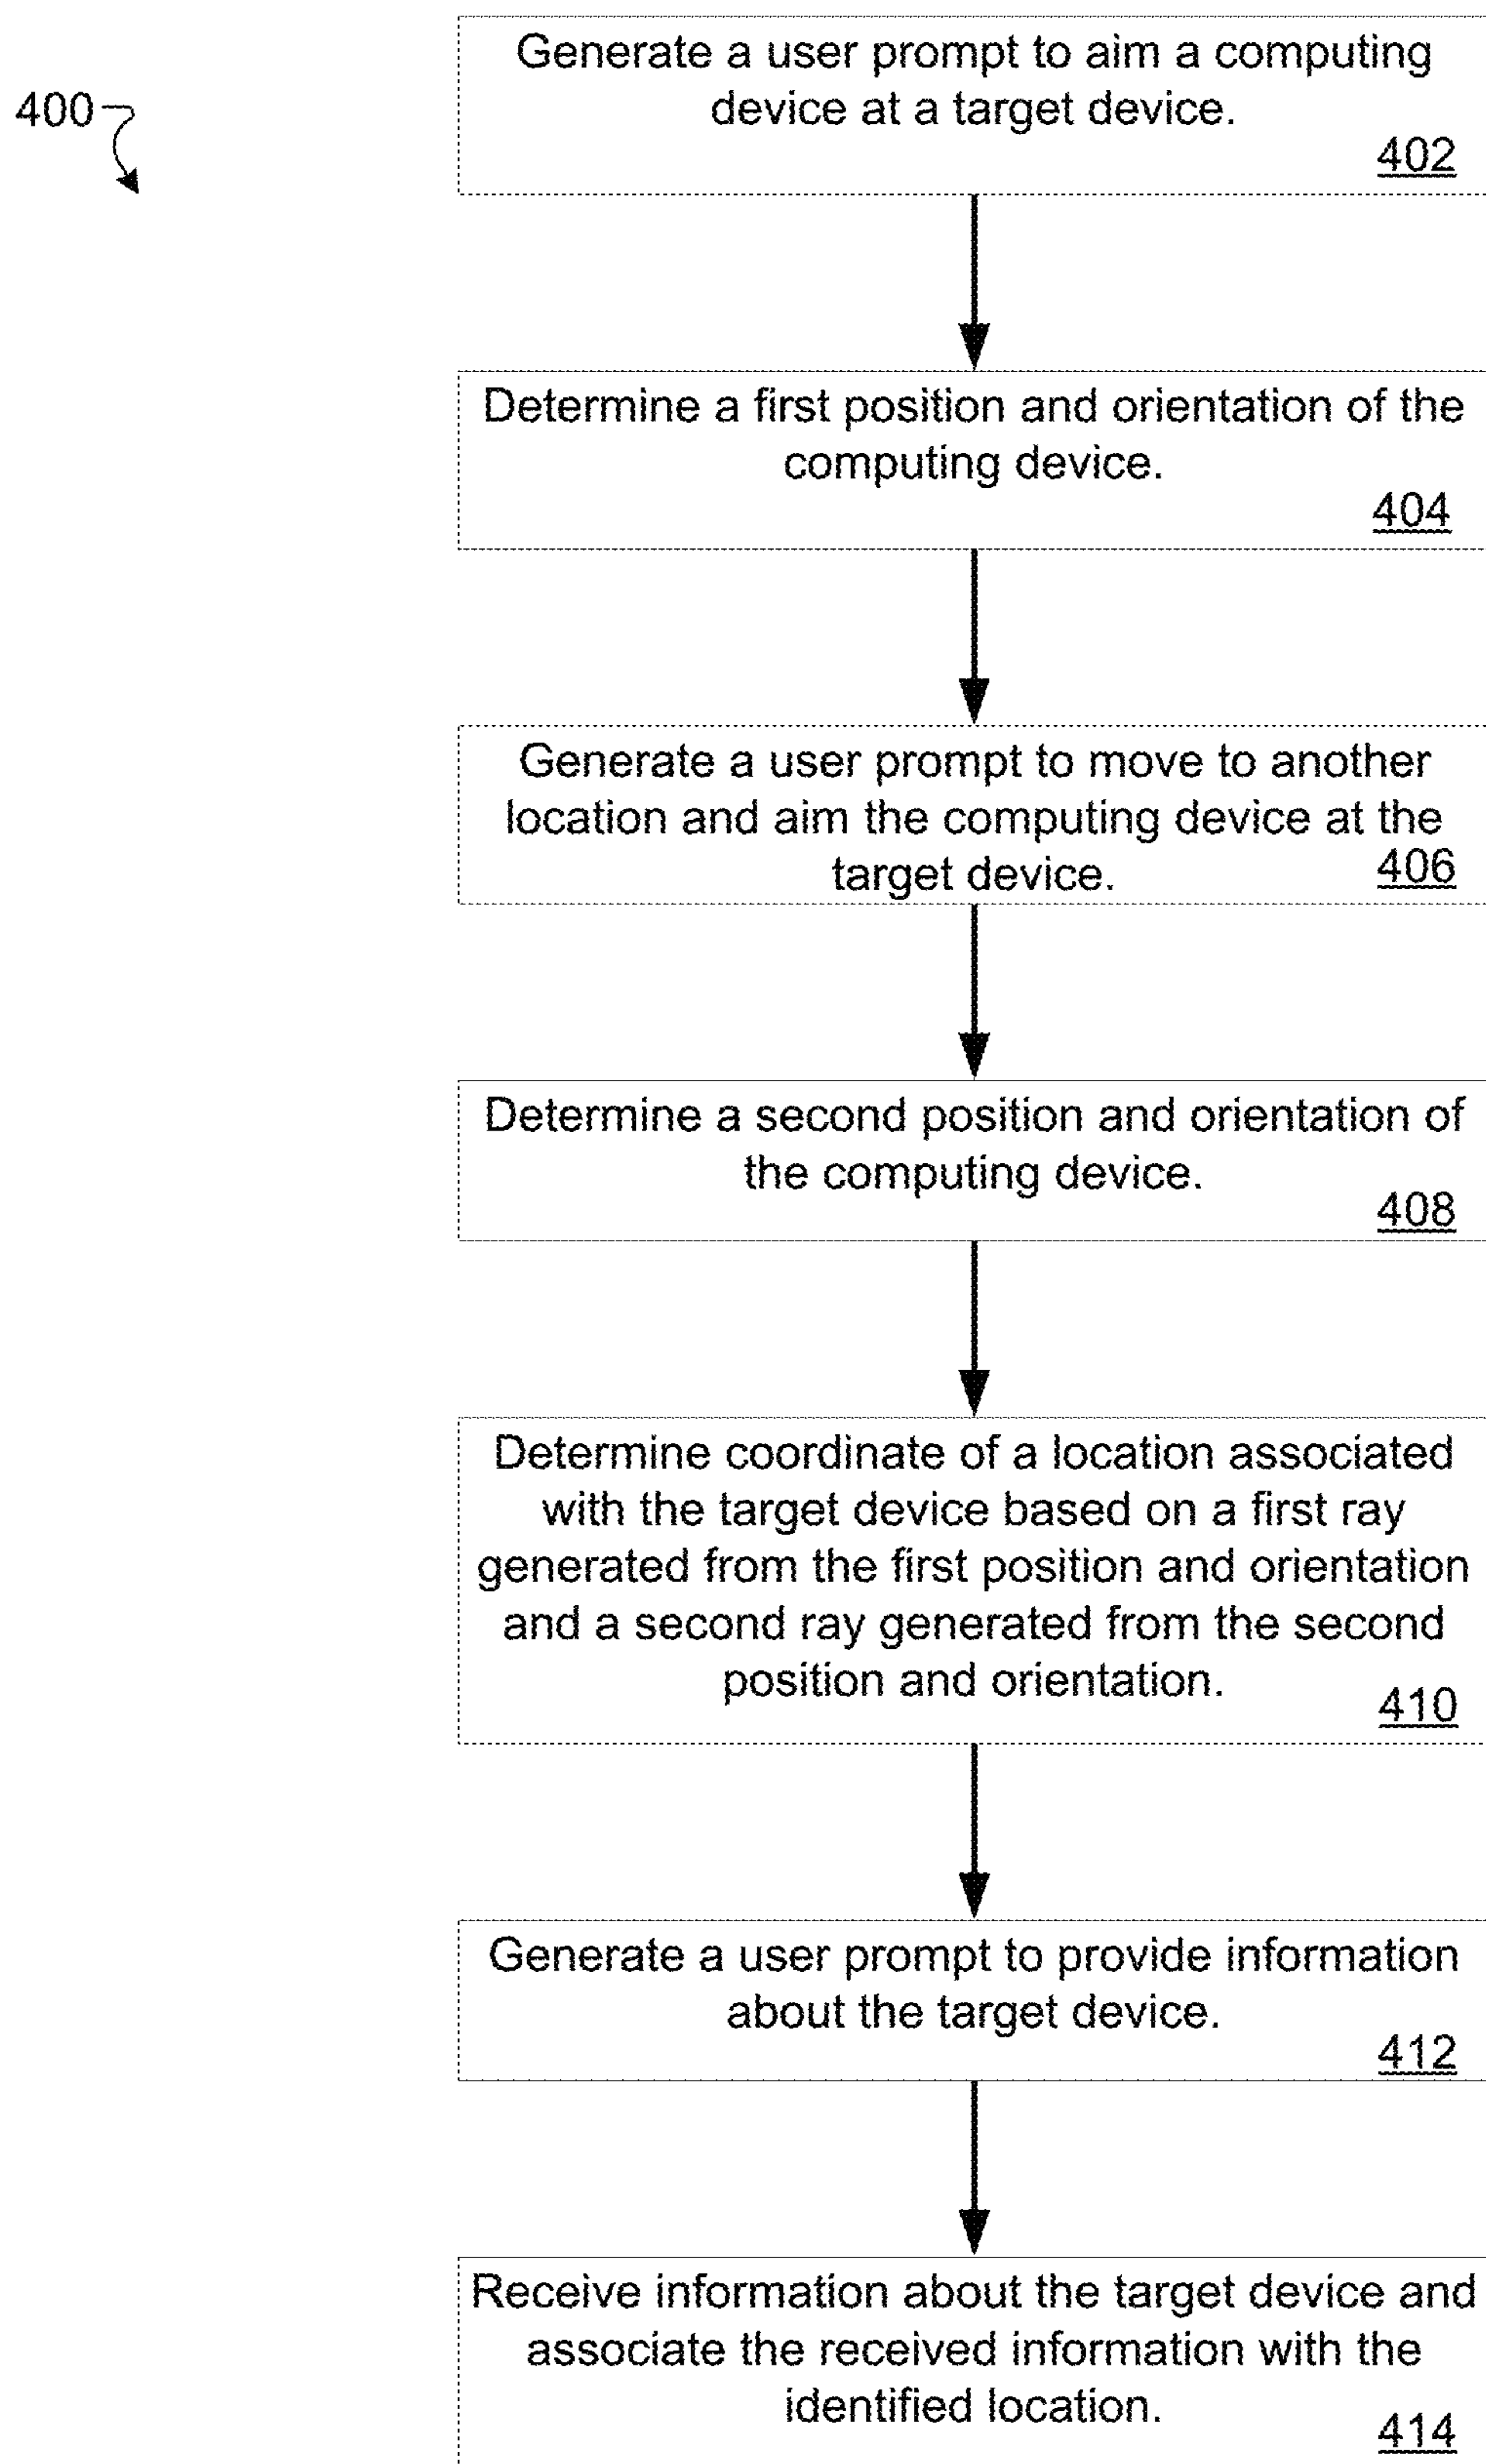 Generate a user prompt to aim a computing
device at a target device.
402
400
Determine a first position and orientation of the
computing device.
404
Generate a user prompt to move to another
location and aim the computing device at the
target device.
406
Determine a second position and orientation of
the computing device.
408
Determine coordinate of a location associated
with the target device based on a first ray
generated from the first position and orientation
and a second ray generated from the second
position and orientation.
410
Generate a user prompt to provide information
about the target device.
412
Receive information about the target device and
associate the received information with the
identified location.
414